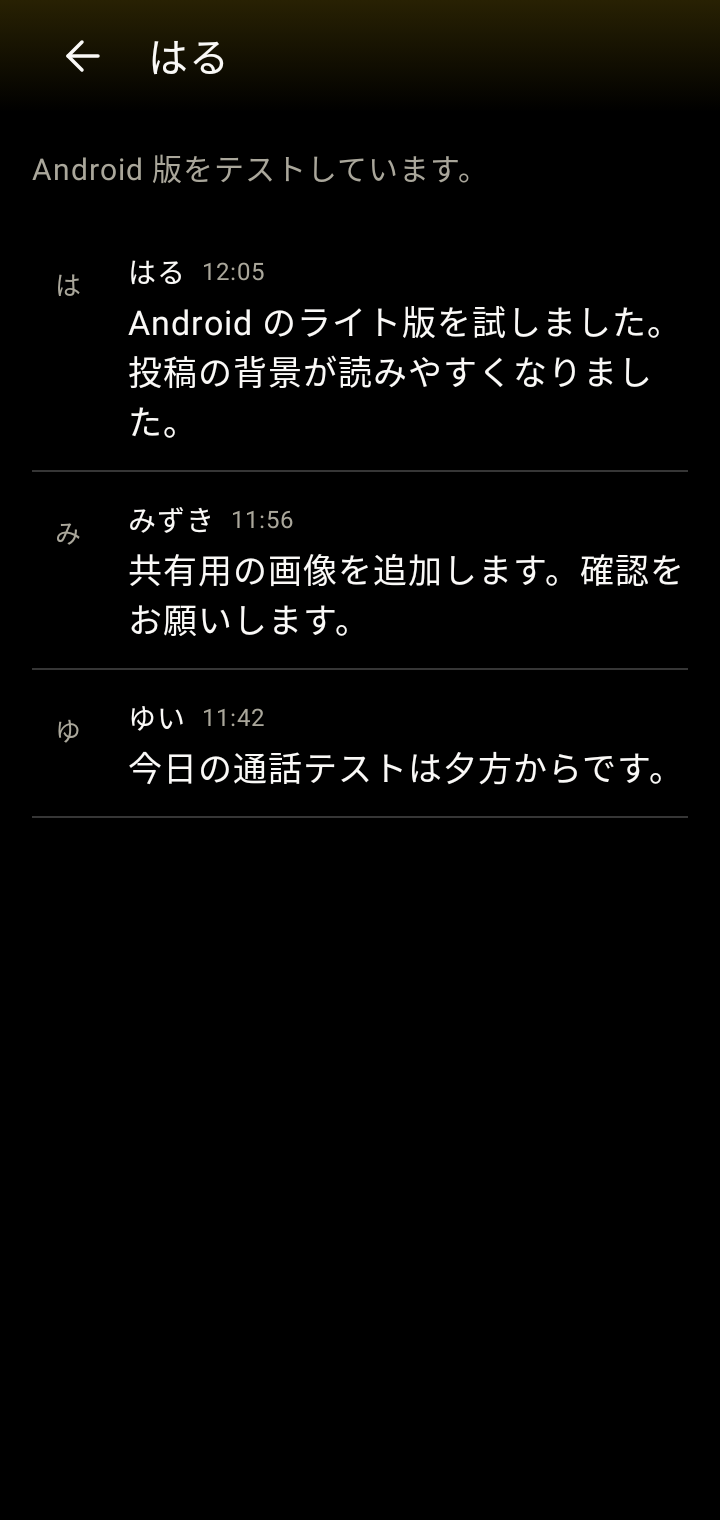 はる
Android 版をテストしています。
は
はる 12:05
Android のライト版を試しました。
投稿の背景が読みやすくなりまし
た。
み
みずき 11:56
共有用の画像を追加します。確認を
お願いします。
ゆ
ゆい 11:42
今日の通話テストは夕方からです。